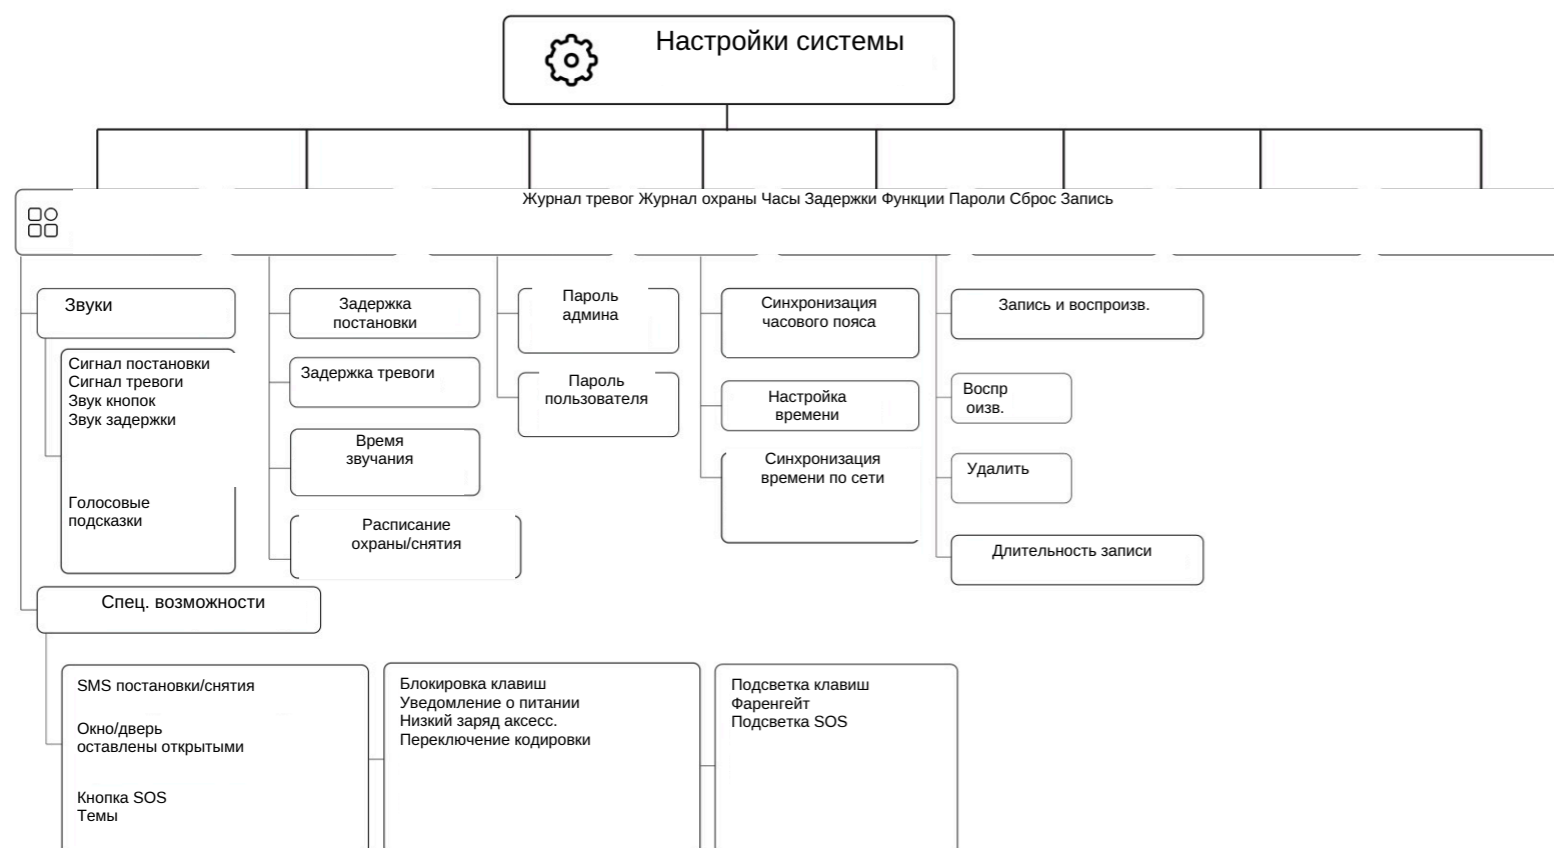 Настройки системы
Журнал тревог Журнал охраны Часы Задержки Функции Пароли Сброс Запись
Звуки
Сигнал постановки
Сигнал тревоги
Звук кнопок
Звук задержки
Голосовые
подсказки
Задержка
постановки
Задержка тревоги
Время
звучания
Расписание
охраны/снятия
Пароль
админа
Пароль
пользователя
Синхронизация
часового пояса
Настройка
времени
Синхронизация
времени по сети
Запись и воспроизв.
Воспр
оизв.
Удалить
Длительность записи
Спец. возможности
SMS постановки/снятия
Окно/дверь
оставлены открытыми
Кнопка SOS
Темы
Блокировка клавиш
Уведомление о питании
Низкий заряд аксесс.
Переключение кодировки
Подсветка клавиш
Фаренгейт
Подсветка SOS